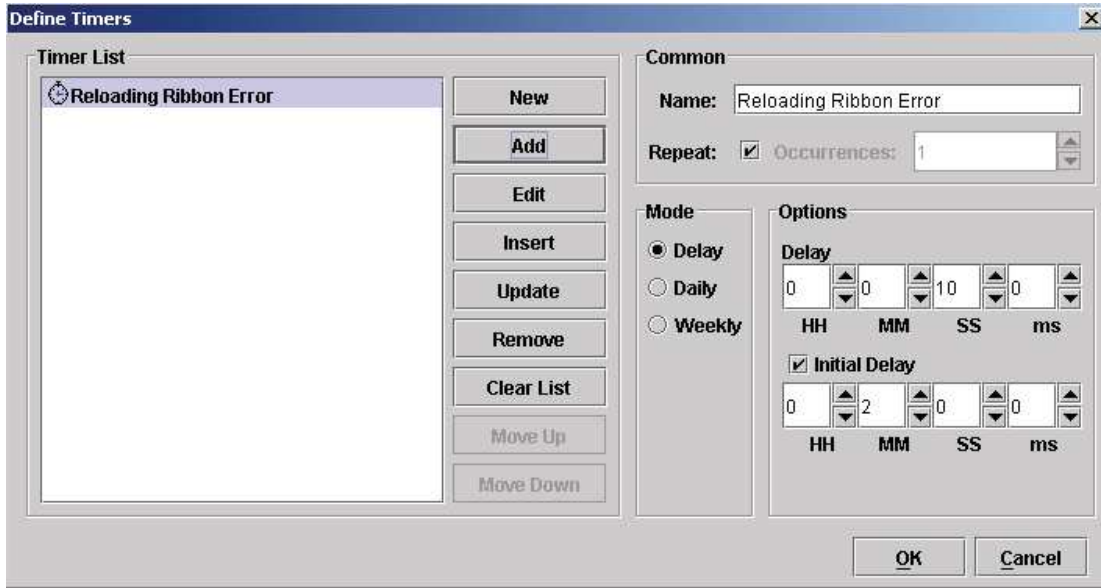 Define Timers
Timer List
Reloading Ribbon Error
New
Add
Edit
Insert
Update
Remove
Clear List
Move Up
Move Down
Common
Name: Reloading Ribbon Error
Repeat: Occurrences: 1
Mode
Delay
Daily
Weekly
Options
Delay
0 0 10 0
HH MM SS ms
Initial Delay
0 2 0 0
HH MM SS ms
OK Cancel